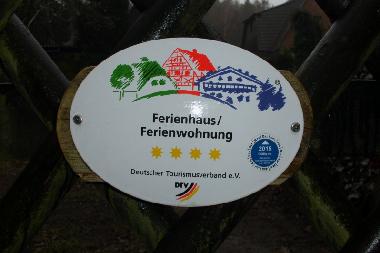 Ferienhaus/
Ferienwohnung
Deutscher Tourismusverband e.V.
DTV
2015